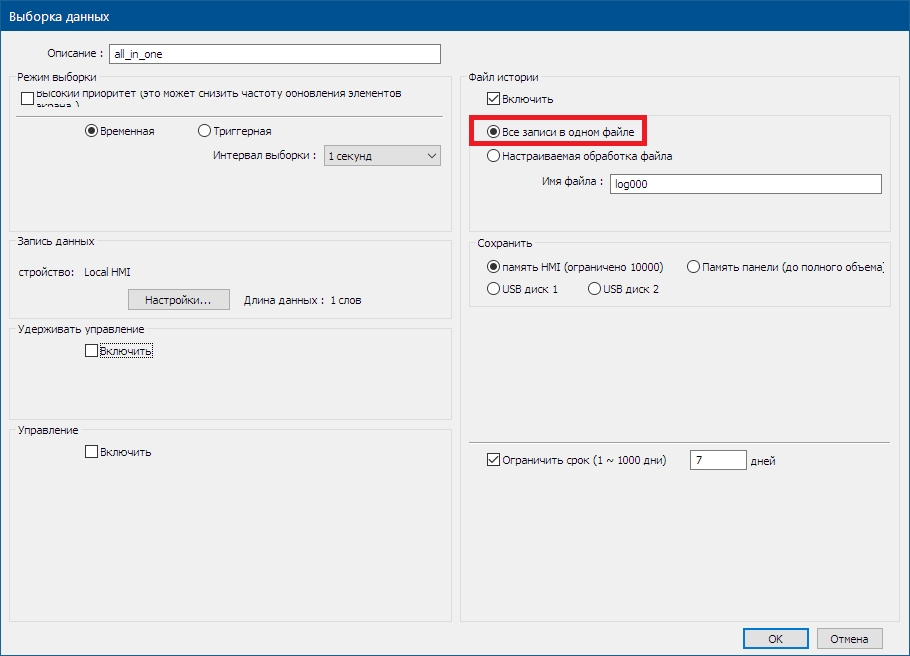 Выборка данных
Описание : all_in_one
Режим выборки
Высокий приоритет (это может снизить частоту обновления элементов
экрана.)
Временная Триггерная
Интервал выборки : 1 секунд
Запись данных
стройство: Local HMI
Настройки... Длина данных : 1 слов
Удерживать управление
Включить
Управление
Включить
Файл истории
Включить
Все записи в одном файле
Настраиваемая обработка файла
Имя файла : log000
Сохранить
память HMI (ограничено 10000) Память панели (до полного объема)
USB диск 1 USB диск 2
Ограничить срок (1 ~ 1000 дни) 7 дней
OK Отмена